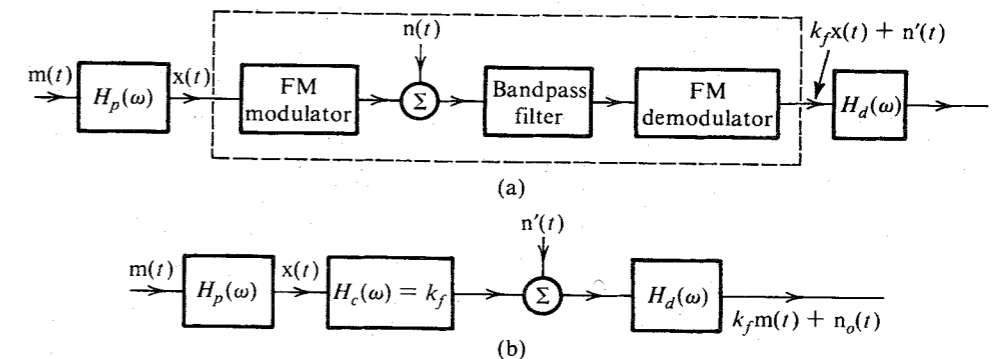 n(t)
k_f x(t) + n'(t)
m(t)
H_p(ω)
x(t)
FM
modulator
Σ
Bandpass
filter
FM
demodulator
H_d(ω)
(a)
n'(t)
m(t)
H_p(ω)
x(t)
H_c(ω) = k_f
Σ
H_d(ω)
k_f m(t) + n_o(t)
(b)